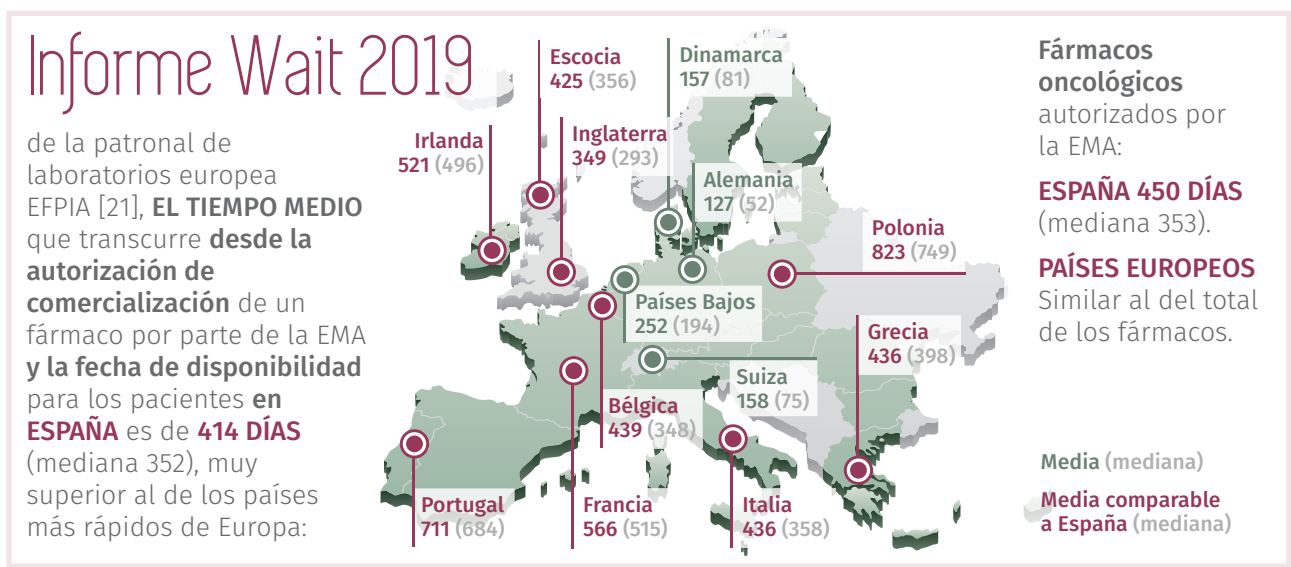 Informe Wait 2019
de la patronal de
laboratorios europea
EFPIA [21], EL TIEMPO MEDIO
que transcurre desde la
autorización de
comercialización de un
fármaco por parte de la EMA
y la fecha de disponibilidad
para los pacientes en
ESPAÑA es de 414 DÍAS
(mediana 352), muy
superior al de los países
más rápidos de Europa:
Escocia
425 (356)
Dinamarca
157 (81)
Irlanda
521 (496)
Inglaterra
349 (293)
Alemania
127 (52)
Polonia
823 (749)
Países Bajos
252 (194)
Grecia
436 (398)
Suiza
158 (75)
Bélgica
439 (348)
Portugal
711 (684)
Francia
566 (515)
Italia
436 (358)
Fármacos
oncológicos
autorizados por
la EMA:
ESPAÑA 450 DÍAS
(mediana 353).
PAÍSES EUROPEOS
Similar al del total
de los fármacos.
Media (mediana)
Media comparable
a España (mediana)